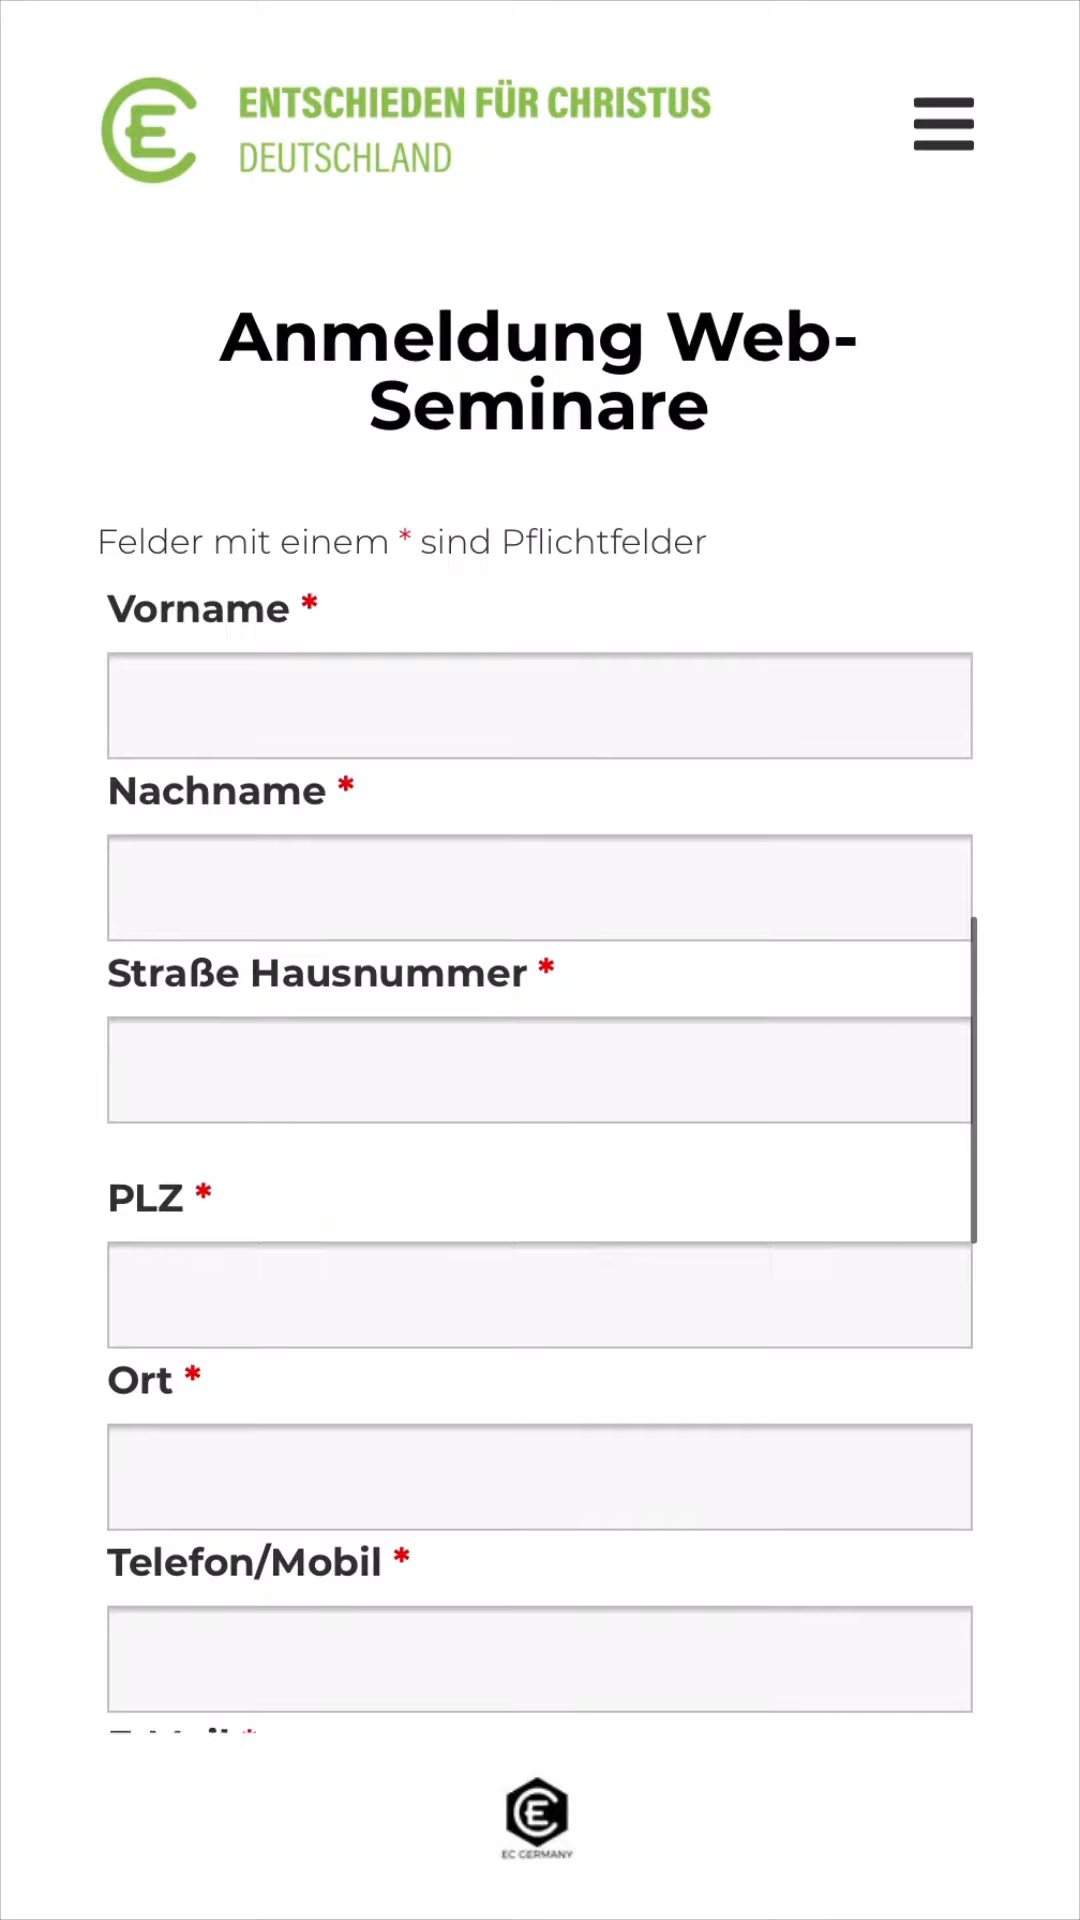 ENTSCHIEDEN FÜR CHRISTUS
DEUTSCHLAND
Anmeldung Web-
Seminare
Felder mit einem * sind Pflichtfelder
Vorname *
Nachname *
Straße Hausnummer *
PLZ *
Ort *
Telefon/Mobil *
EC GERMANY